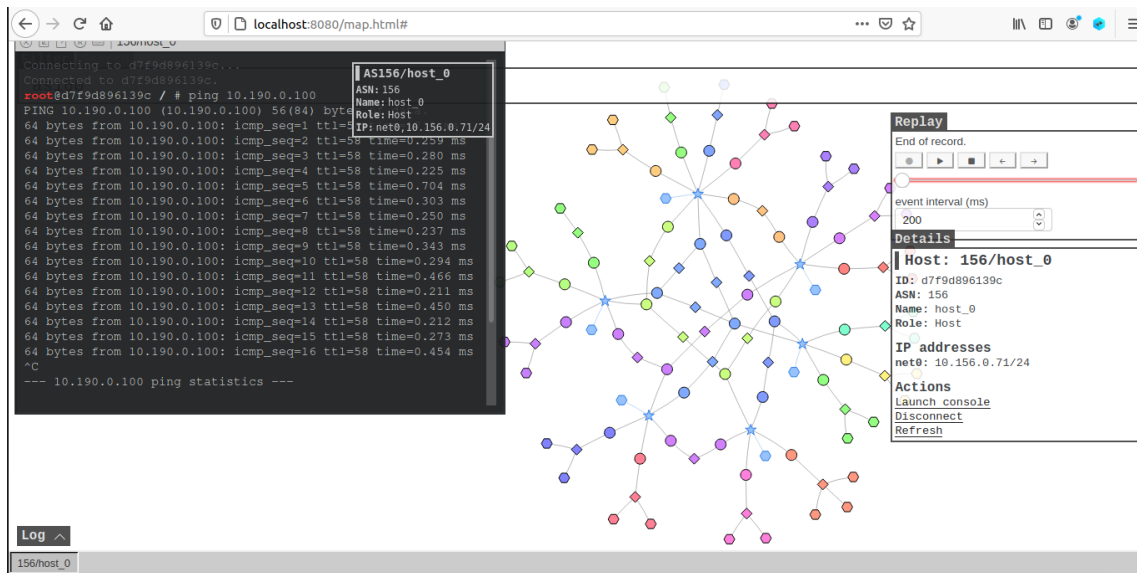 localhost:8080/map.html#
156/host_0
Connecting to d7f9d896139c...
Connected to d7f9d896139c.
root@d7f9d896139c / # ping 10.190.0.100
PING 10.190.0.100 (10.190.0.100) 56(84)
64 bytes from 10.190.0.100: icmp_seq=1
64 bytes from 10.190.0.100: icmp_seq=2 ttl=58 time=0.259 ms
64 bytes from 10.190.0.100: icmp_seq=3 ttl=58 time=0.280 ms
64 bytes from 10.190.0.100: icmp_seq=4 ttl=58 time=0.225 ms
64 bytes from 10.190.0.100: icmp_seq=5 ttl=58 time=0.704 ms
64 bytes from 10.190.0.100: icmp_seq=6 ttl=58 time=0.303 ms
64 bytes from 10.190.0.100: icmp_seq=7 ttl=58 time=0.250 ms
64 bytes from 10.190.0.100: icmp_seq=8 ttl=58 time=0.237 ms
64 bytes from 10.190.0.100: icmp_seq=9 ttl=58 time=0.343 ms
64 bytes from 10.190.0.100: icmp_seq=10 ttl=58 time=0.294 ms
64 bytes from 10.190.0.100: icmp_seq=11 ttl=58 time=0.466 ms
64 bytes from 10.190.0.100: icmp_seq=12 ttl=58 time=0.211 ms
64 bytes from 10.190.0.100: icmp_seq=13 ttl=58 time=0.450 ms
64 bytes from 10.190.0.100: icmp_seq=14 ttl=58 time=0.212 ms
64 bytes from 10.190.0.100: icmp_seq=15 ttl=58 time=0.273 ms
64 bytes from 10.190.0.100: icmp_seq=16 ttl=58 time=0.454 ms
^C
--- 10.190.0.100 ping statistics ---
AS156/host_0
ASN: 156
Name: host_0
Role: Host
IP: net0,10.156.0.71/24
Replay
End of record.
event interval (ms)
200
Details
Host: 156/host_0
ID: d7f9d896139c
ASN: 156
Name: host_0
Role: Host
IP addresses
net0: 10.156.0.71/24
Actions
Launch console
Disconnect
Refresh
Log
156/host_0